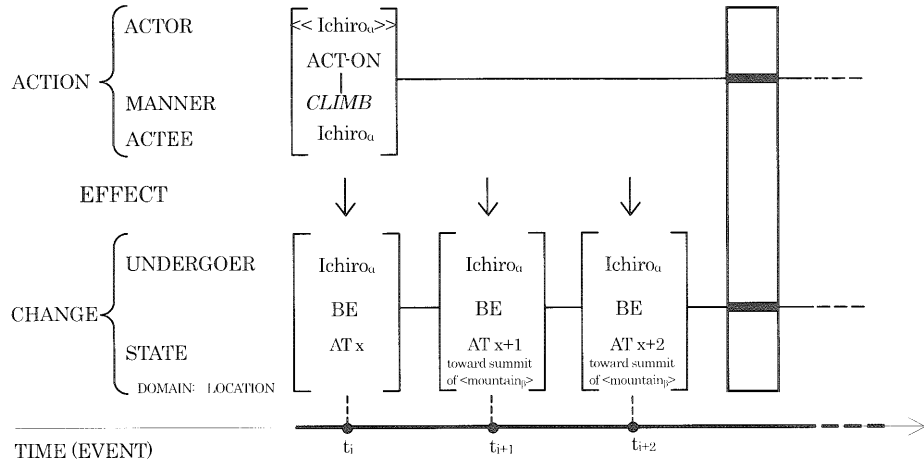 ACTOR << Ichiroα >>
ACT-ON
ACTION
MANNER CLIMB
ACTEE Ichiroα
EFFECT
UNDERGOER Ichiroα Ichiroα Ichiroα
CHANGE BE BE BE
STATE AT x AT x+1 AT x+2
toward summit toward summit
DOMAIN: LOCATION of <mountainβ> of <mountainβ>
TIME (EVENT) ti ti+1 ti+2